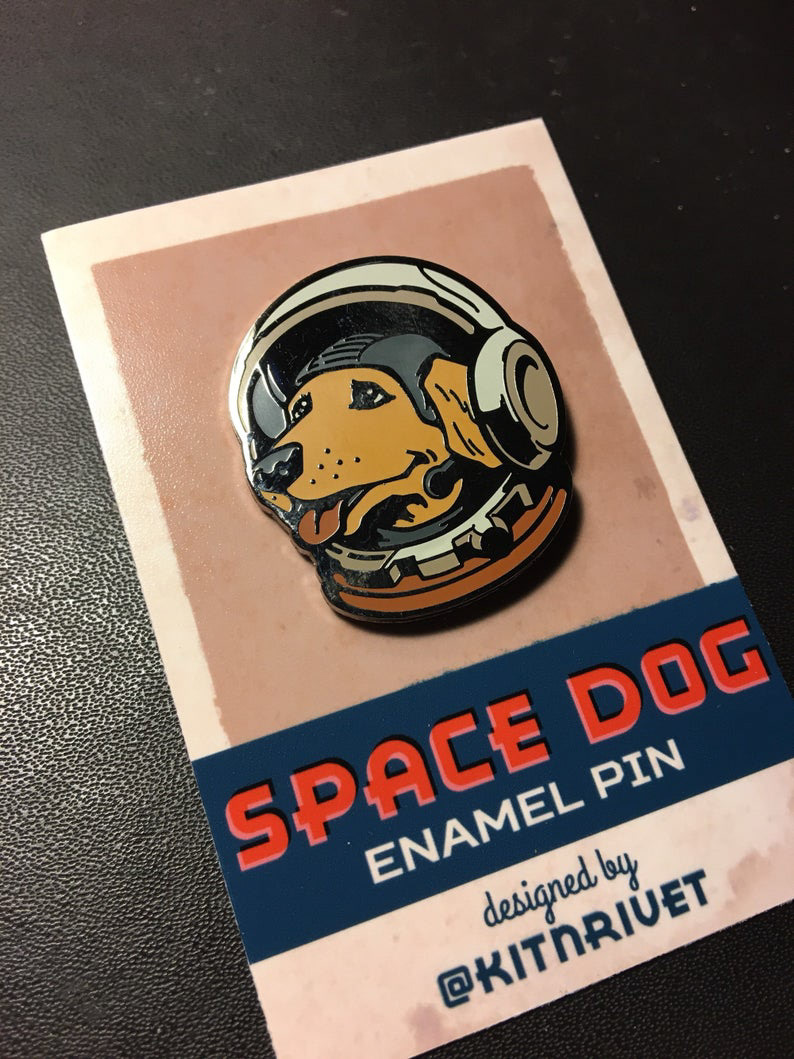 SPACE DOG
ENAMEL PIN
designed by
@KITNRIVET